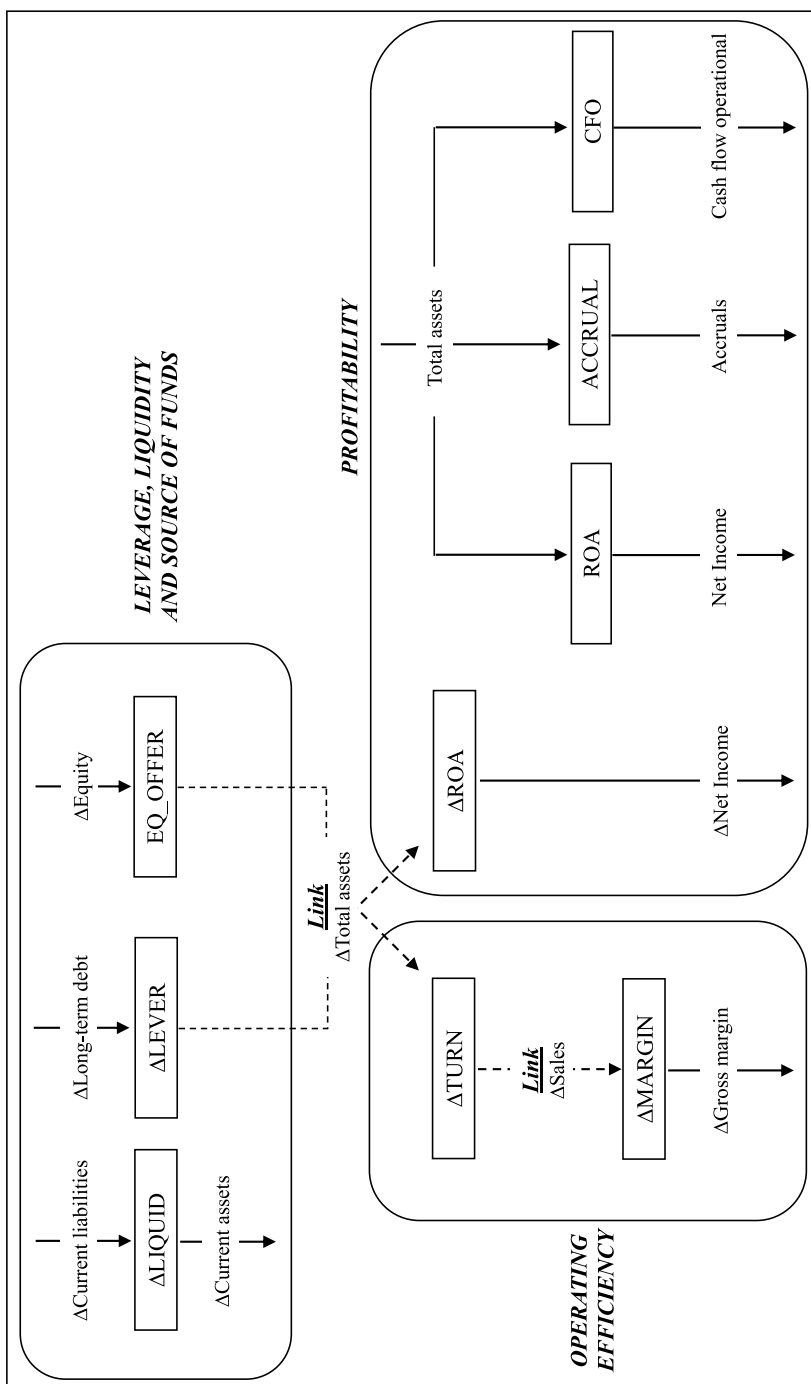 LEVERAGE, LIQUIDITY
AND SOURCE OF FUNDS
ΔCurrent liabilities
ΔLong-term debt
ΔEquity
ΔLIQUID
ΔLEVER
EQ_OFFER
ΔCurrent assets
Link
ΔTotal assets
PROFITABILITY
Total assets
ΔTURN
ΔROA
Link
ΔSales
OPERATING
EFFICIENCY
ΔMARGIN
ROA
ACCRUAL
CFO
ΔGross margin
ΔNet Income
Net Income
Accruals
Cash flow operational